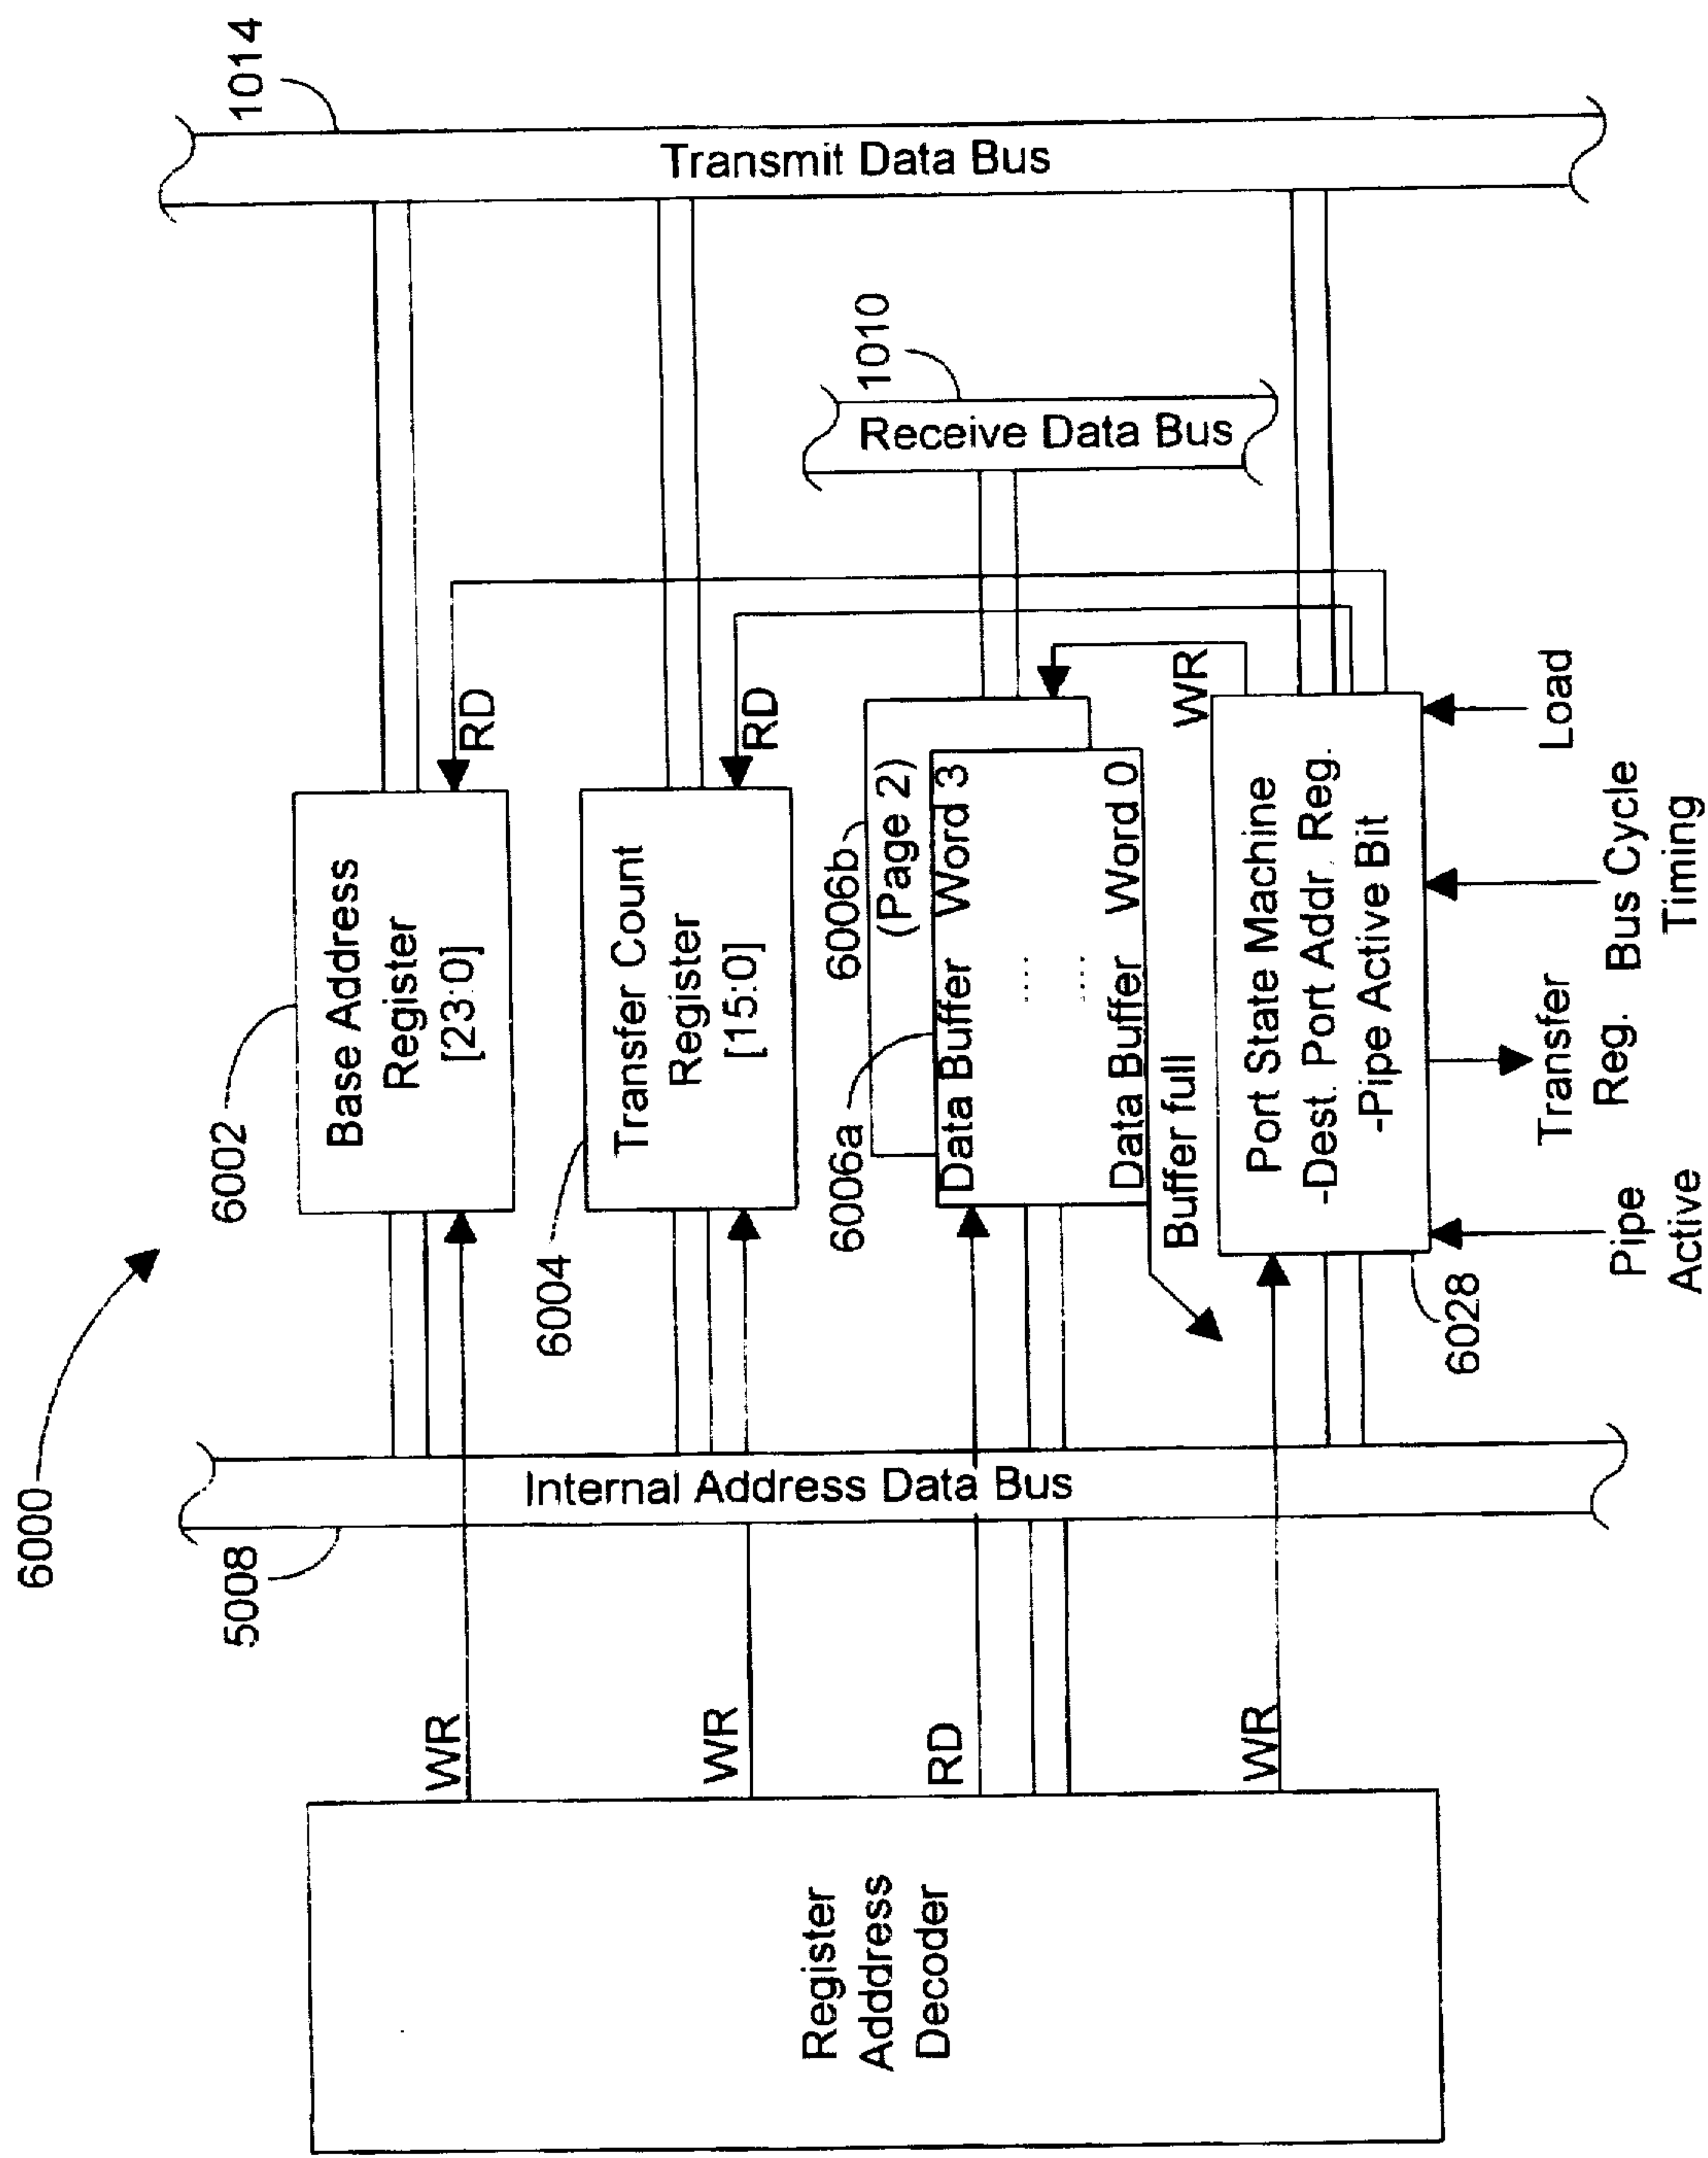 6000
5008
Internal Address Data Bus
Register
Adddress
Decoder
WR
WR
RD
WR
6002
Base Address
Register
[23:0]
RD
6004
Transfer Count
Register
[15:0]
RD
6006b
(Page 2)
6006a
Data Buffer Word 3
....
....
Data Buffer Word 0
Buffer full
WR
Port State Machine
-Dest. Port Addr. Reg.
-Pipe Active Bit
6028
Pipe
Active
Transfer
Reg.
Bus Cycle
Timing
Load
Receive Data Bus
1010
Transmit Data Bus
1014